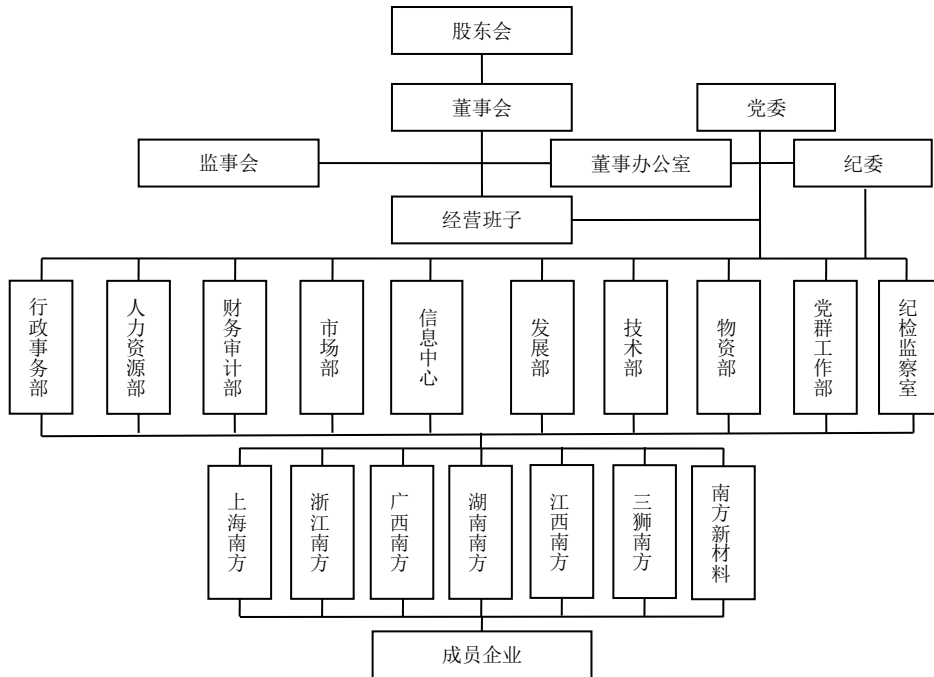 股东会
董事会
党委
监事会
董事办公室
纪委
经营班子
行政事务部
人力资源部
财务审计部
市场部
信息中心
发展部
技术部
物资部
党群工作部
纪检监察室
上海南方
浙江南方
广西南方
湖南南方
江西南方
三狮南方
南方新材料
成员企业